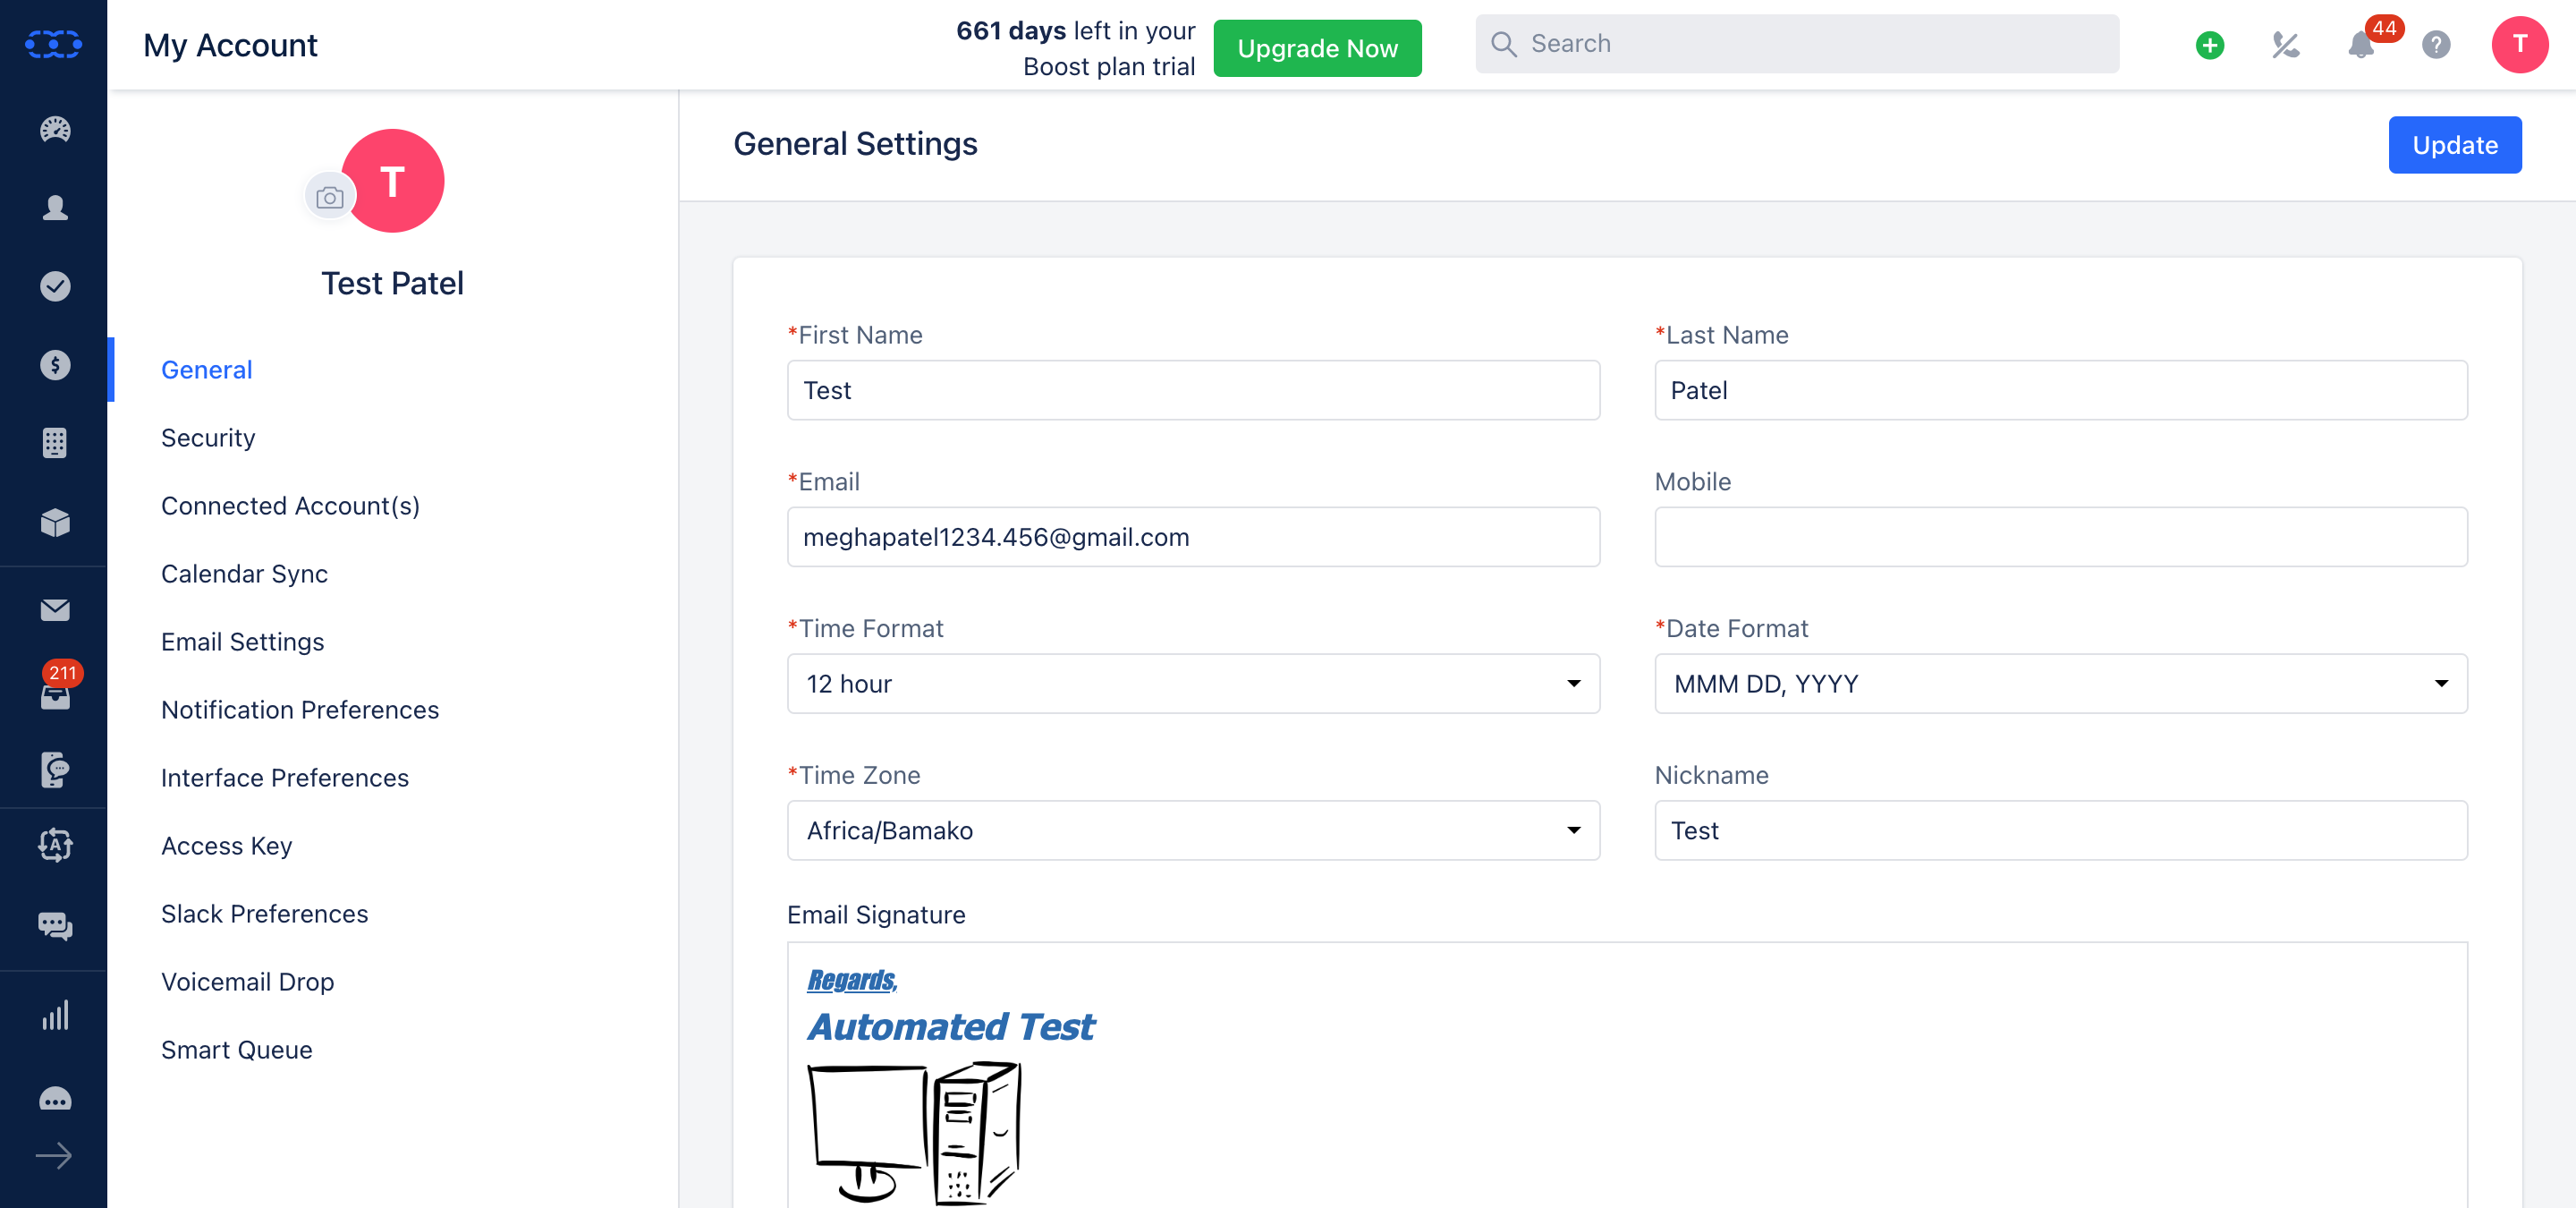 My Account
661 days left in your
Boost plan trial
Upgrade Now
Search
44
?
T
T
Test Patel
General
Security
Connected Account(s)
Calendar Sync
Email Settings
211
Notification Preferences
Interface Preferences
Access Key
Slack Preferences
Voicemail Drop
Smart Queue
General Settings
Update
*First Name
Test
*Last Name
Patel
*Email
meghapatel1234.456@gmail.com
Mobile
*Time Format
12 hour
*Date Format
MMM DD, YYYY
*Time Zone
Africa/Bamako
Nickname
Test
Email Signature
Regards,
Automated Test